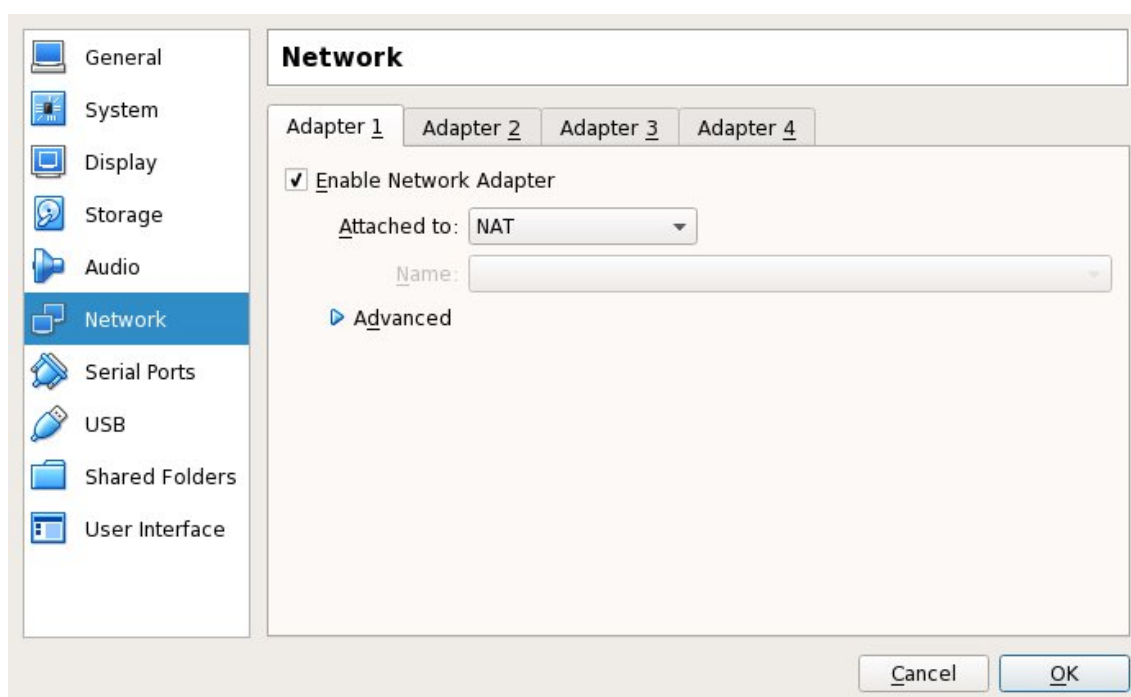 General
System
Display
Storage
Audio
Network
Serial Ports
USB
Shared Folders
User Interface
Network
Adapter 1 Adapter 2 Adapter 3 Adapter 4
Enable Network Adapter
Attached to: NAT
Name:
Advanced
Cancel OK